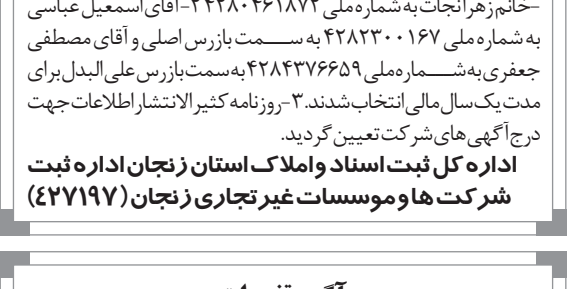 -خانم زهرا نجات به شماره ملی ۴۲۸۰۴۶۱۸۷۲ ۲-آقای اسمعیل عباسی
به شماره ملی ۴۲۸۲۳۰۰۱۶۷ به سمت بازرس اصلی و آقای مصطفی
جعفری به شماره ملی ۴۲۸۴۳۷۶۶۵۹ به سمت بازرس علی البدل برای
مدت یک سال مالی انتخاب شدند. ۳-روزنامه کثیر الانتشار اطلاعات جهت
درج آگهی های شرکت تعیین گردید.
اداره کل ثبت اسناد و املاک استان زنجان اداره ثبت
شرکت ها و موسسات غیر تجاری زنجان (۴۲۷۱۹۷)